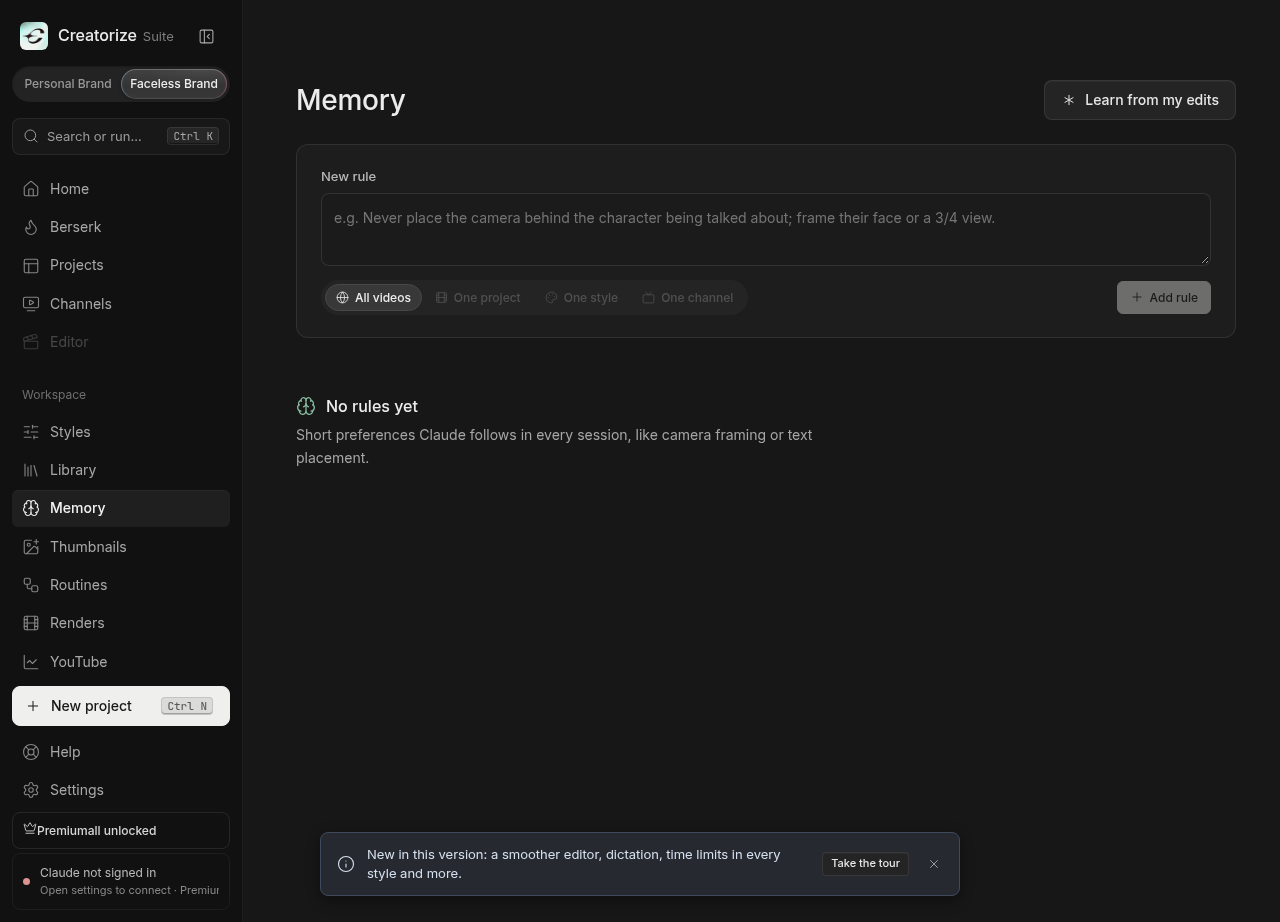 Creatorize Suite
Personal Brand
Faceless Brand
Search or run...
Ctrl K
Home
Berserk
Projects
Channels
Editor
Workspace
Styles
Library
Memory
Thumbnails
Routines
Renders
YouTube
New project
Ctrl N
Help
Settings
Premiumall unlocked
Claude not signed in
Open settings to connect · Premiur
Memory
Learn from my edits
New rule
e.g. Never place the camera behind the character being talked about; frame their face or a 3/4 view.
All videos
One project
One style
One channel
Add rule
No rules yet
Short preferences Claude follows in every session, like camera framing or text
placement.
New in this version: a smoother editor, dictation, time limits in every
style and more.
Take the tour